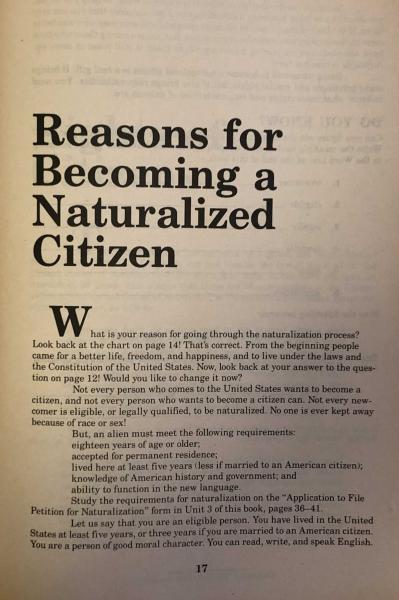 Reasons for
Becoming a
Naturalized
Citizen
What is your reason for going through the naturalization process?
Look back at the chart on page 14! That's correct. From the beginning people
came for a better life, freedom, and happiness, and to live under the laws and
the Constitution of the United States. Now, look back at your answer to the ques-
tion on page 12! Would you like to change it now?
Not every person who comes to the United States wants to become a
citizen, and not every person who wants to become a citizen can. Not every new-
comer is eligible, or legally qualified, to be naturalized. No one is ever kept away
because of race or sex!
But, an alien must meet the following requirements:
eighteen years of age or older;
accepted for permanent residence;
lived here at least five years (less if married to an American citizen);
knowledge of American history and government; and
ability to function in the new language.
Study the requirements for naturalization on the "Application to File
Petition for Naturalization" form in Unit 3 of this book, pages 36–41.
Let us say that you are an eligible person. You have lived in the United
States at least five years, or three years if you are married to an American citizen.
You are a person of good moral character. You can read, write, and speak English.
17